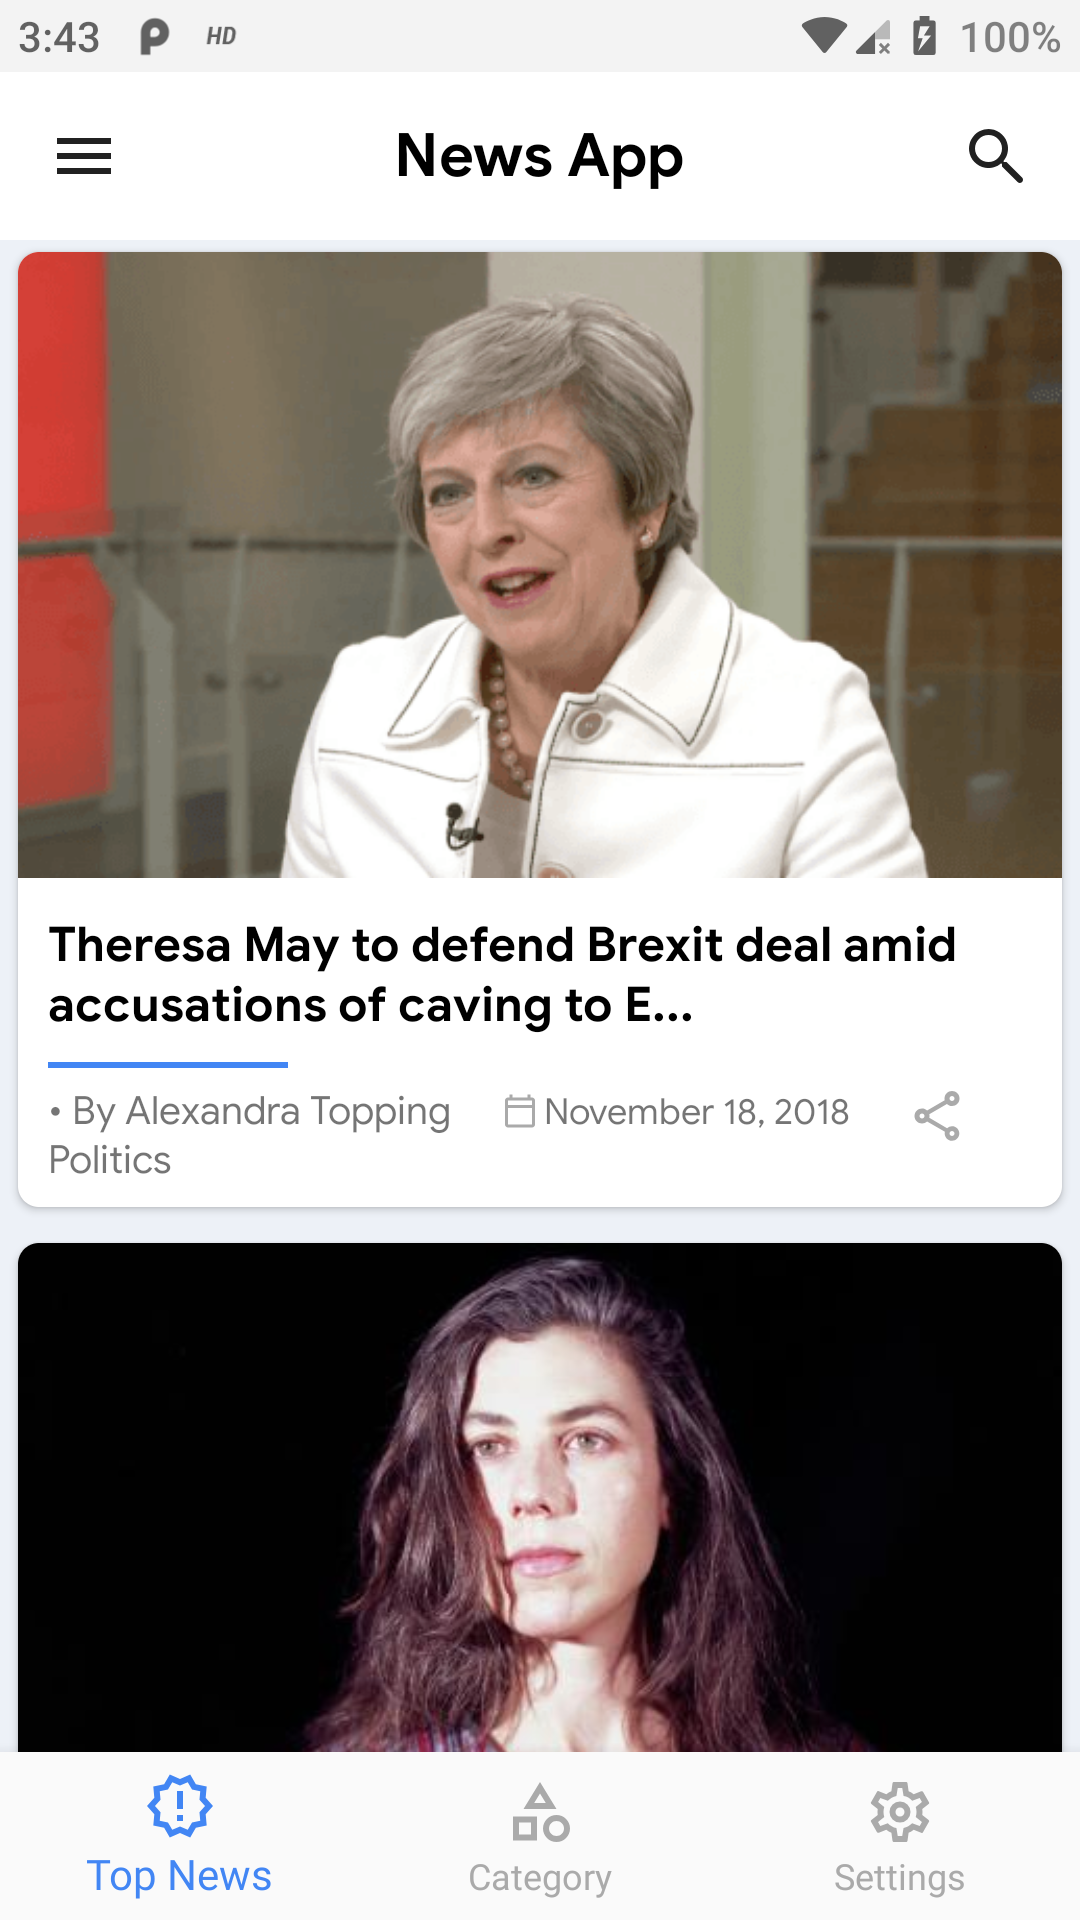 3:43 HD 100%
News App
Theresa May to defend Brexit deal amid
accusations of caving to E...
• By Alexandra Topping November 18, 2018
Politics
Top News Category Settings